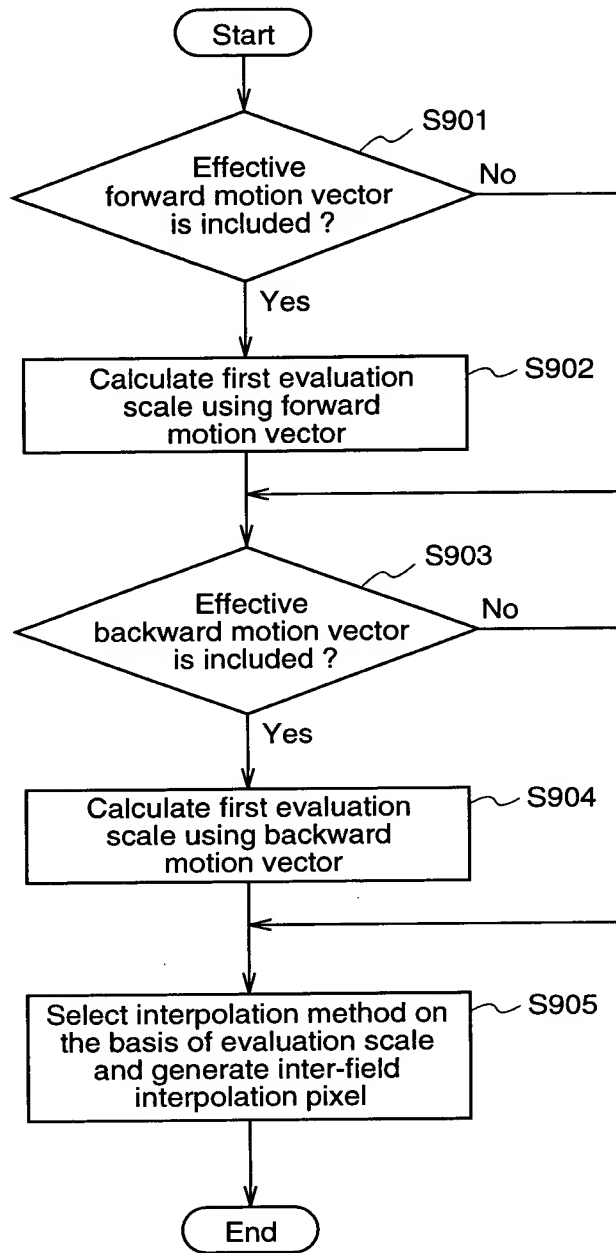 Start
S901
Effective
forward motion vector
is included ?
No
Yes
S902
Calculate first evaluation
scale using forward
motion vector
S903
Effective
backward motion vector
is included ?
No
Yes
S904
Calculate first evaluation
scale using backward
motion vector
S905
Select interpolation method on
the basis of evaluation scale
and generate inter-field
interpolation pixel
End